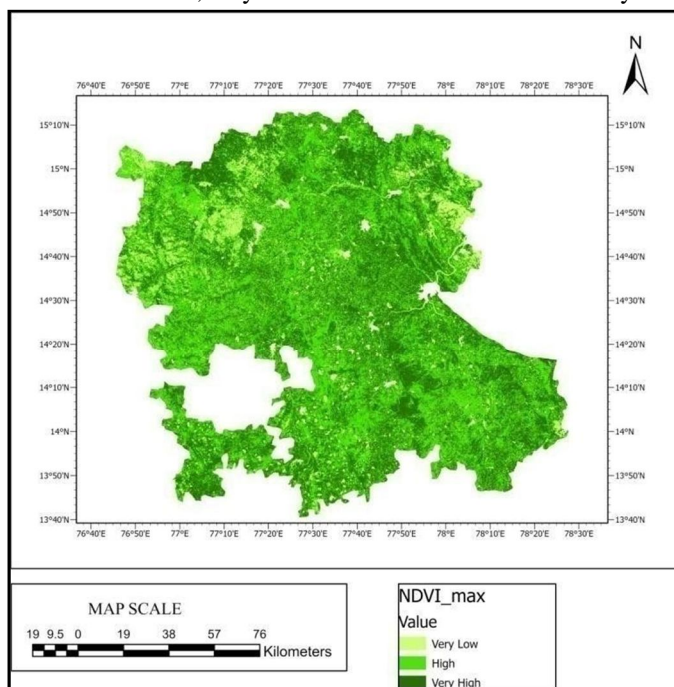 N
76°40'E 76°50'E 77°E 77°10'E 77°20'E 77°30'E 77°40'E 77°50'E 78°E 78°10'E 78°20'E 78°30'E
15°10'N 15°10'N
15°N 15°N
14°50'N 14°50'N
14°40'N 14°40'N
14°30'N 14°30'N
14°20'N 14°20'N
14°10'N 14°10'N
14°N 14°N
13°50'N 13°50'N
13°40'N 13°40'N
76°40'E 76°50'E 77°E 77°10'E 77°20'E 77°30'E 77°40'E 77°50'E 78°E 78°10'E 78°20'E 78°30'E
MAP SCALE
19 9.5 0 19 38 57 76
Kilometers
NDVI_max
Value
Very Low
High
Very High